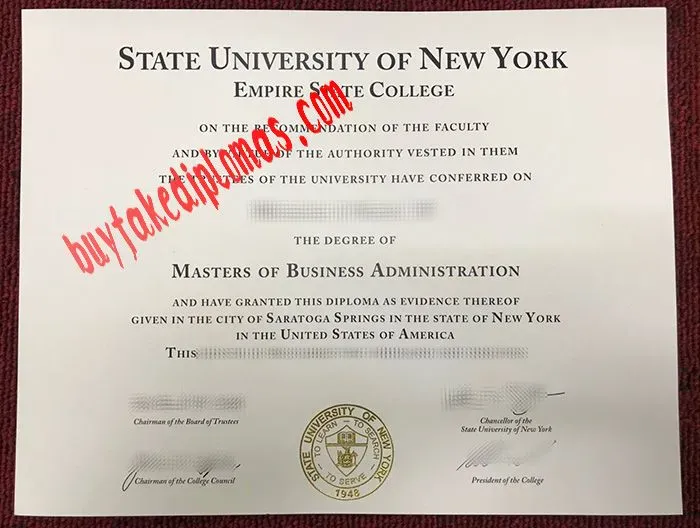 STATE UNIVERSITY OF NEW YORK
EMPIRE STATE COLLEGE
buyfakediplomas.com
ON THE RECOMMENDATION OF THE FACULTY
AND BY VIRTUE OF THE AUTHORITY VESTED IN THEM
THE TRUSTEES OF THE UNIVERSITY HAVE CONFERRED ON
THE DEGREE OF
MASTERS OF BUSINESS ADMINISTRATION
AND HAVE GRANTED THIS DIPLOMA AS EVIDENCE THEREOF
GIVEN IN THE CITY OF SARATOGA SPRINGS IN THE STATE OF NEW YORK
IN THE UNITED STATES OF AMERICA
THIS
Chairman of the Board of Trustees
Chancellor of the
State University of New York
Chairman of the College Council
President of the College
STATE UNIVERSITY OF NEW YORK
TO LEARN TO SEARCH
TO SERVE
1948